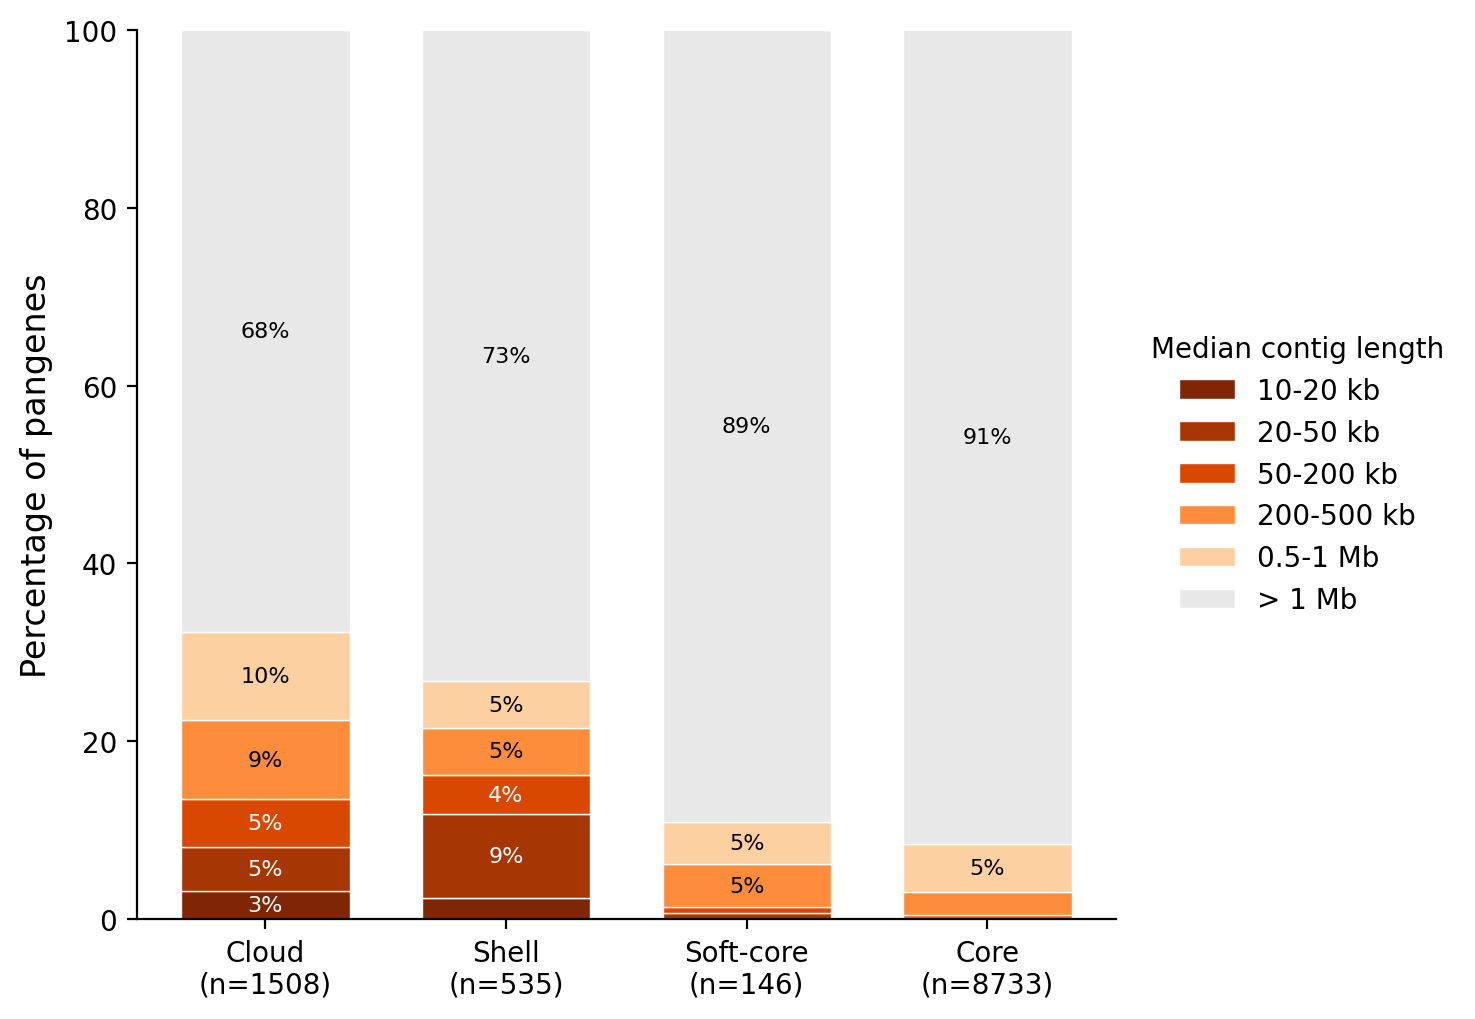 100
80
60
40
20
0
Percentage of pangenes
68%
10%
9%
5%
5%
3%
73%
5%
5%
4%
9%
89%
5%
5%
91%
5%
Cloud
(n=1508)
Shell
(n=535)
Soft-core
(n=146)
Core
(n=8733)
Median contig length
10-20 kb
20-50 kb
50-200 kb
200-500 kb
0.5-1 Mb
> 1 Mb